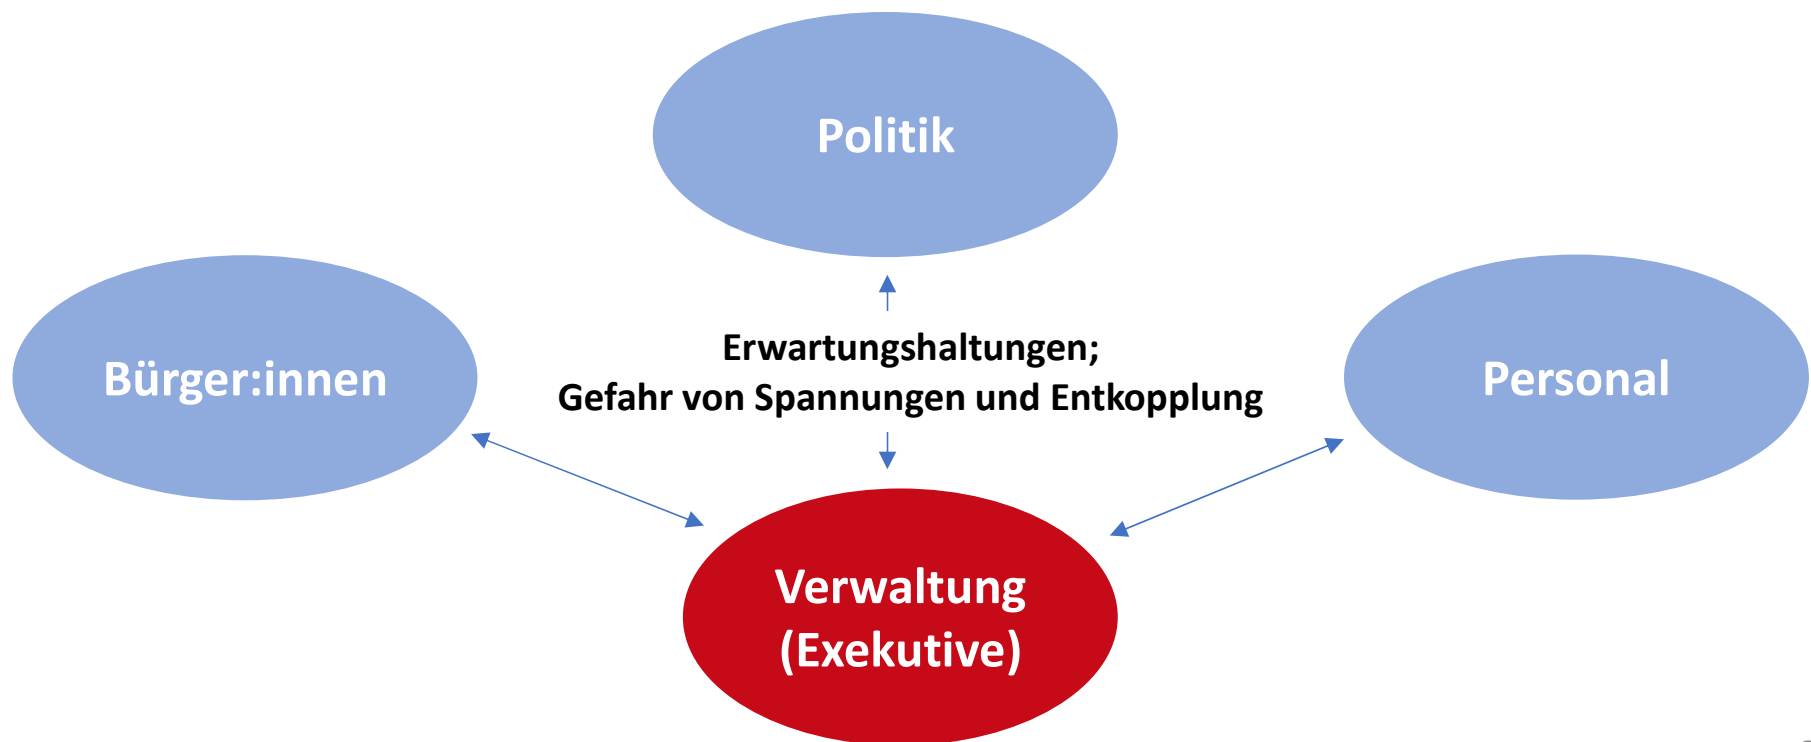 Politik
Bürger:innen
Erwartungshaltungen;
Gefahr von Spannungen und Entkopplung
Personal
Verwaltung
(Exekutive)